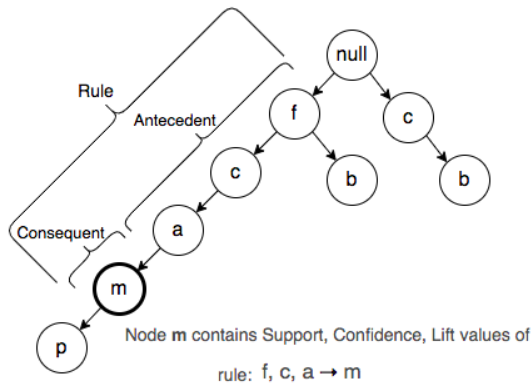 null
Rule
Antecedent
f
c
c
b
b
a
Consequent
m
p
Node m contains Support, Confidence, Lift values of
rule: f, c, a → m